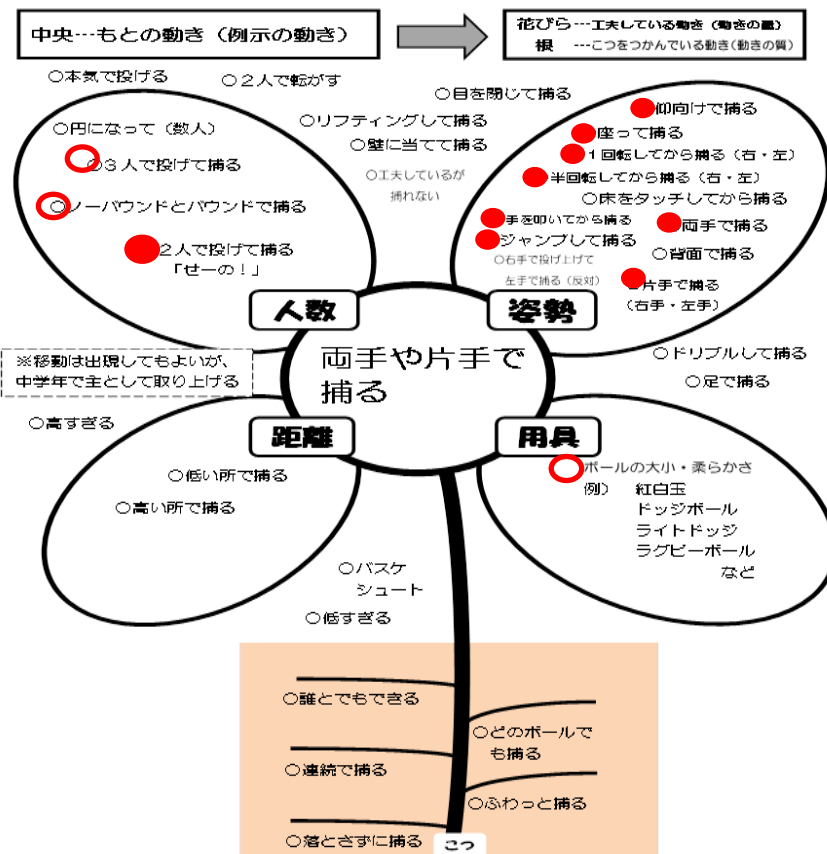 中央…もとの動き（例示の動き）
花びら…工夫している動き（動きの量）
根　…こつをつかんでいる動き（動きの質）
○本気で投げる
○２人で転がす
○円になって（数人）
○３人で投げて捕る
○ノーバウンドとバウンドで捕る
２人で投げて捕る
「せーの！」
人数
○目を閉じて捕る
○リフティングして捕る
○壁に当てて捕る
○工夫しているが
捕れない
仰向けで捕る
座って捕る
１回転してから捕る（右・左）
半回転してから捕る（右・左）
○床をタッチしてから捕る
手を叩いてから捕る
両手で捕る
ジャンプして捕る
○背面で捕る
○右手で投げ上げて
左手で捕る（反対）
片手で捕る
（右手・左手）
姿勢
両手や片手で
捕る
※移動は出現してもよいが、
中学年で主として取り上げる
○ドリブルして捕る
○足で捕る
○高すぎる
距離
○低い所で捕る
○高い所で捕る
用具
ボールの大小・柔らかさ
例）　紅白玉
ドッジボール
ライトドッジ
ラグビーボール
など
○バスケ
シュート
○低すぎる
○誰とでもできる
○どのボールで
も捕る
○連続で捕る
○ふわっと捕る
○落とさずに捕る
こつ